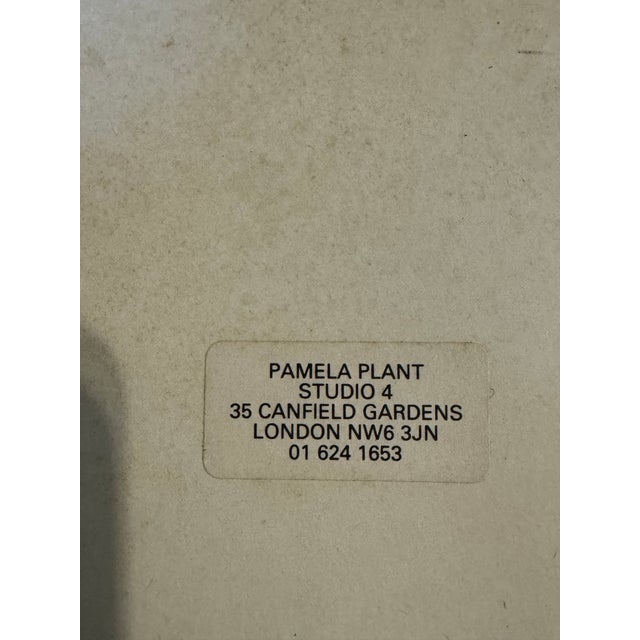 PAMELA PLANT
STUDIO 4
35 CANFIELD GARDENS
LONDON NW6 3JN
01 624 1653